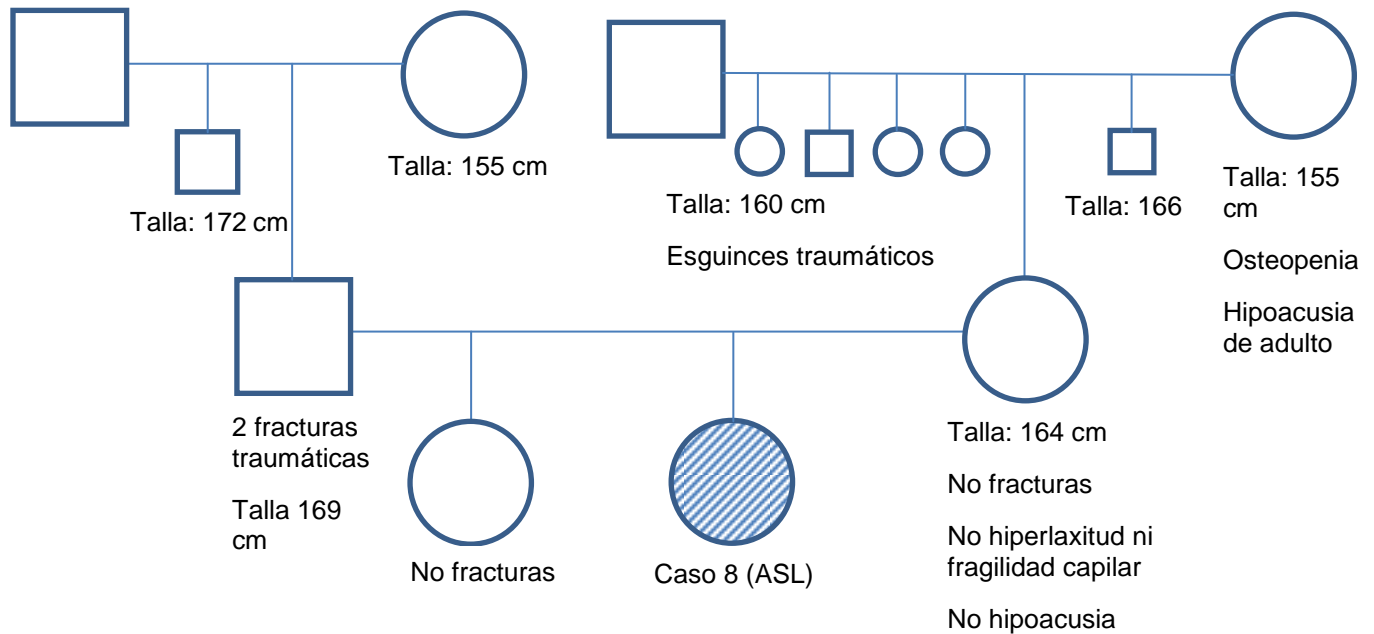 Talla: 155 cm
Talla: 172 cm
Talla: 160 cm
Esguinces traumáticos
Talla: 166
Talla: 155
cm
Osteopenia
Hipoacusia
de adulto
2 fracturas
traumáticas
Talla 169
cm
No fracturas
Caso 8 (ASL)
Talla: 164 cm
No fracturas
No hiperlaxitud ni
fragilidad capilar
No hipoacusia